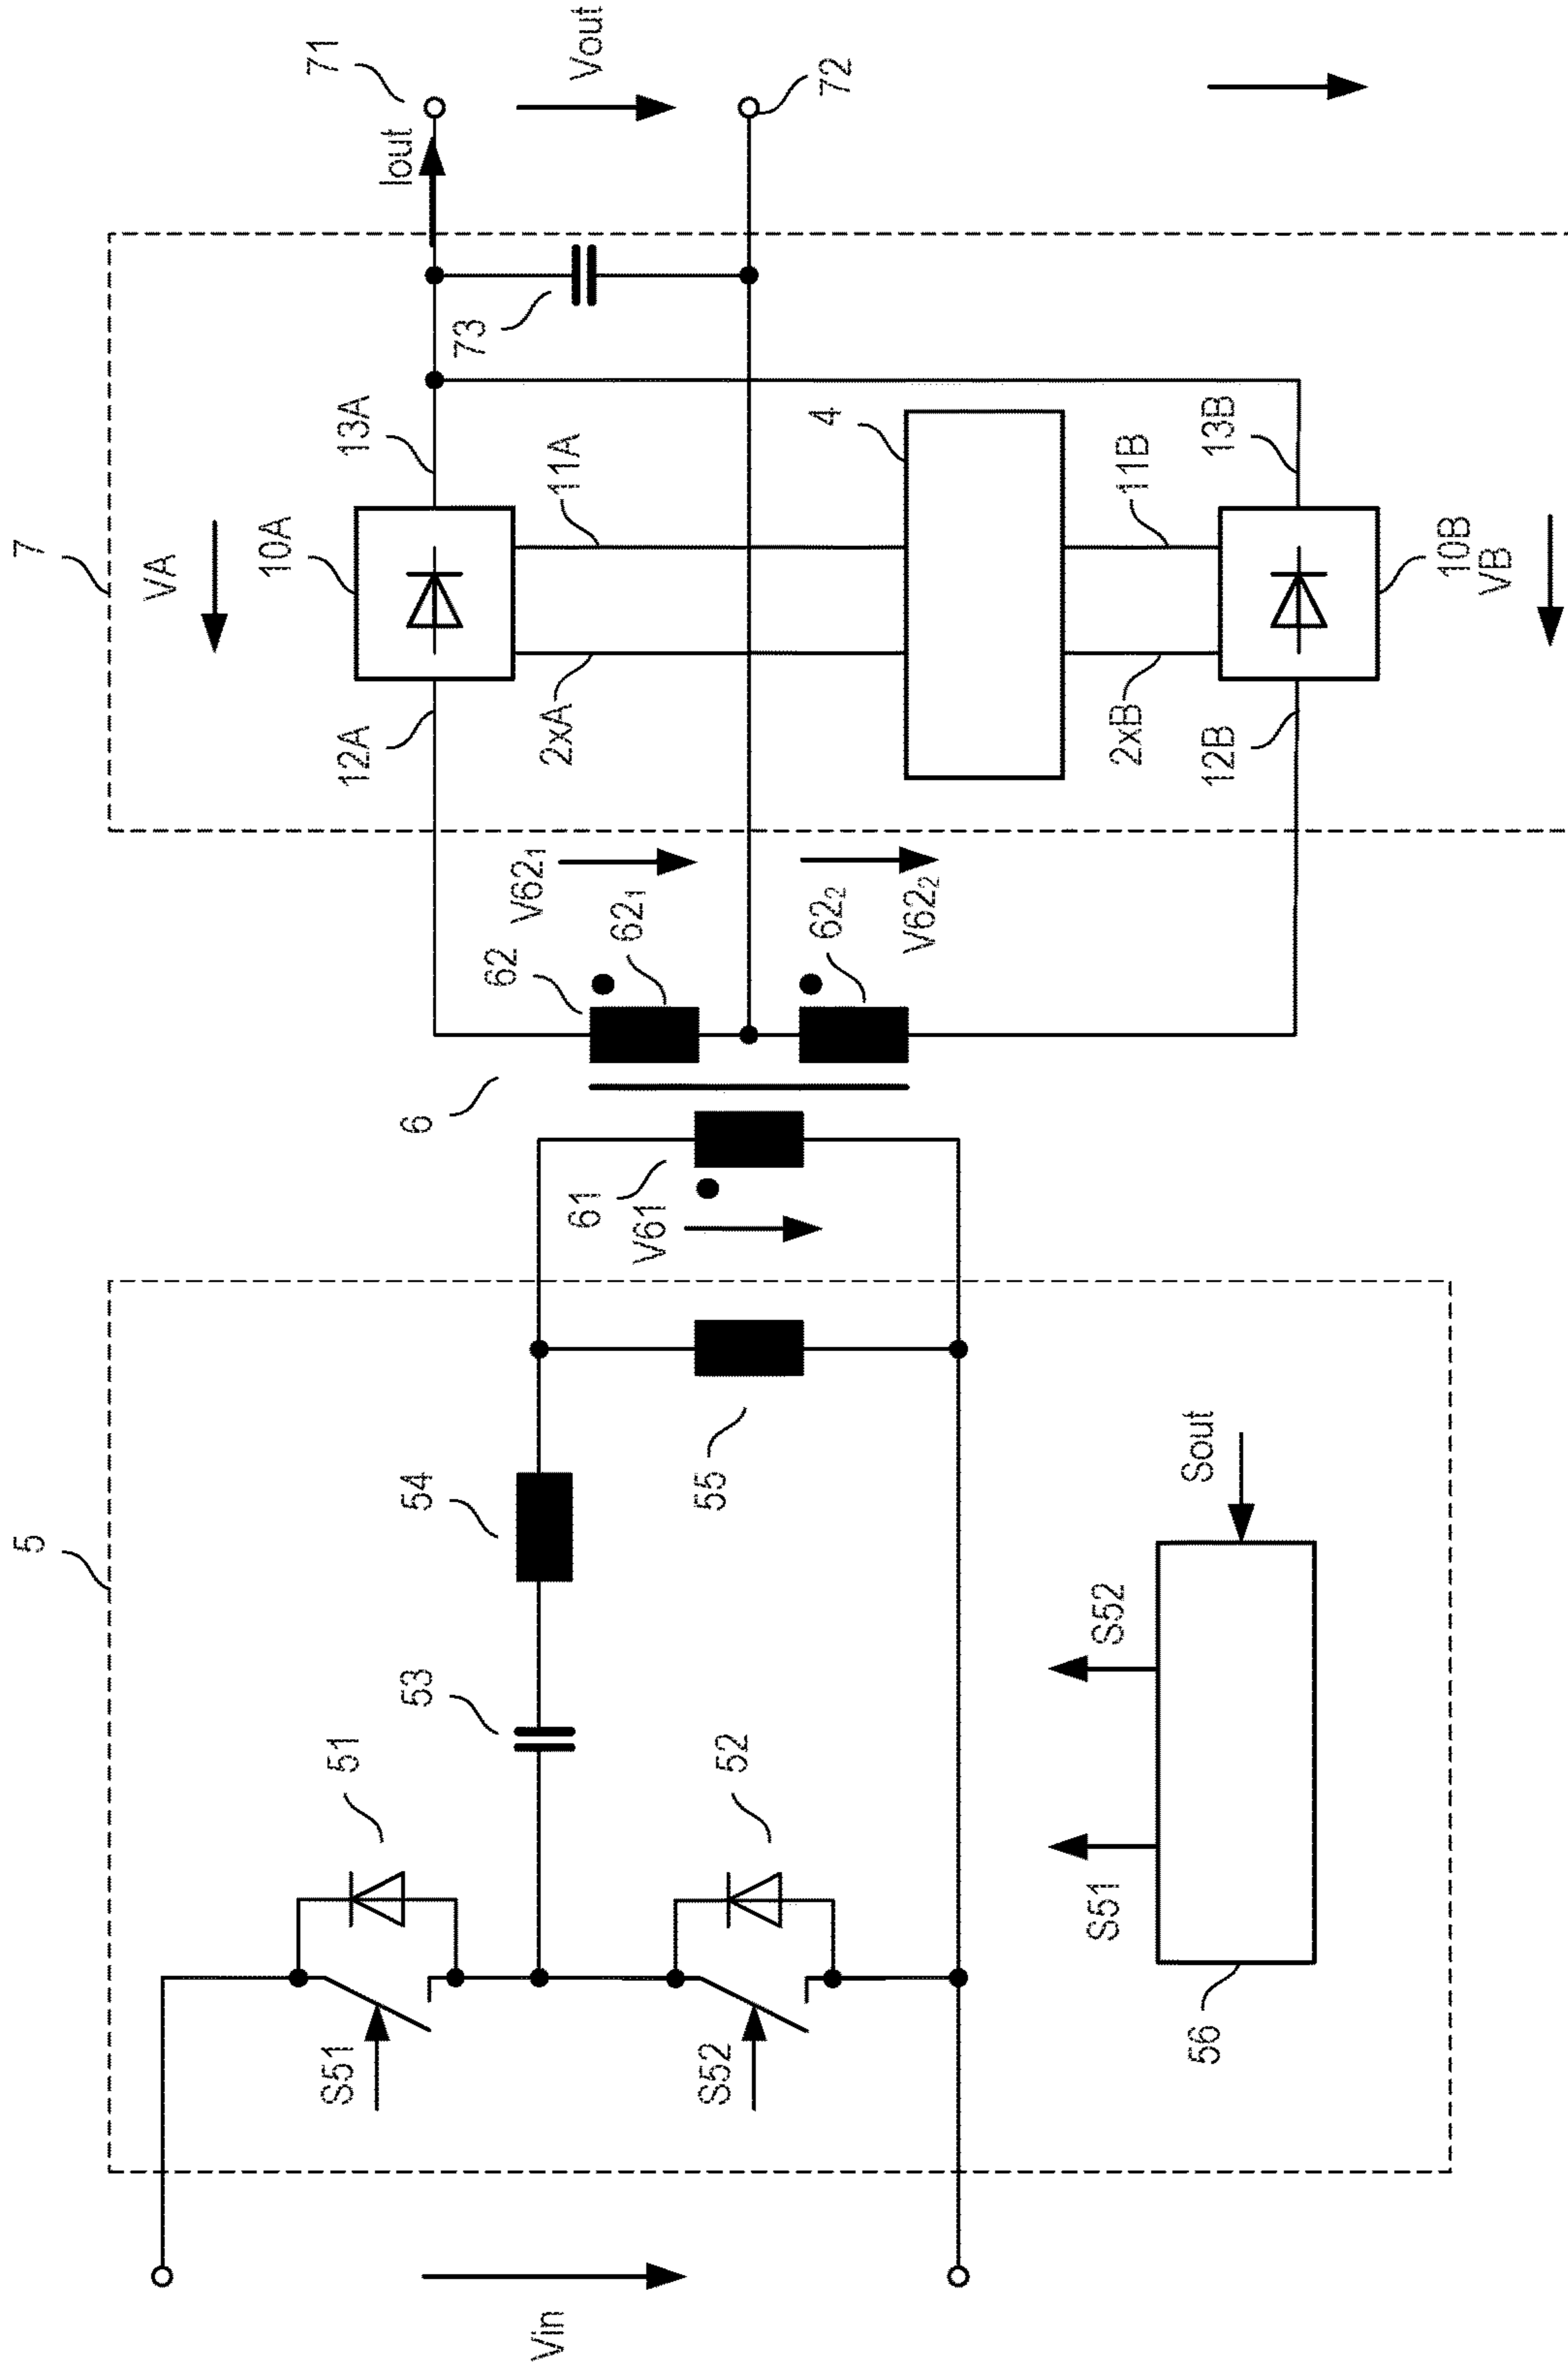 5
51
S51
53
54
52
S52
55
Vin
S51
S52
Sout
56
6
61
V61
62
62₁
V62₁
62₂
V62₂
7
VA
10A
12A
13A
2xA
11A
4
73
2xB
11B
12B
13B
10B
VB
Iout
71
Vout
72